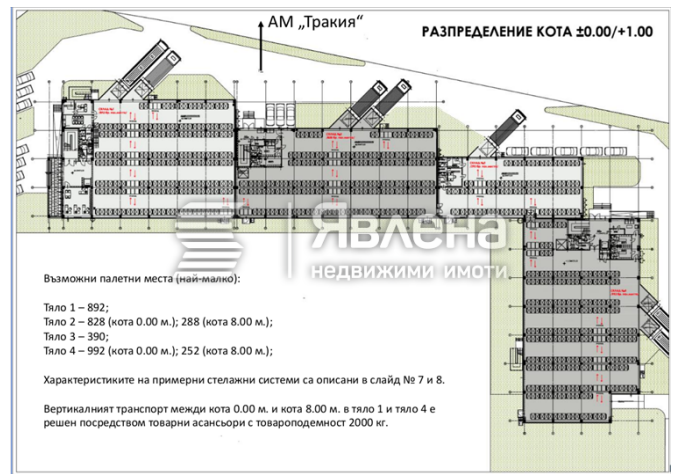 АМ „Тракия“
РАЗПРЕДЕЛЕНИЕ КОТА ±0.00/+1.00
Явлена
недвижими имоти
Възможни палетни места (най-малко):
Тяло 1 – 892;
Тяло 2 – 828 (кота 0.00 м.); 288 (кота 8.00 м.);
Тяло 3 – 390;
Тяло 4 – 992 (кота 0.00 м.); 252 (кота 8.00 м.);
Характеристиките на примерни стелажни системи са описани в слайд № 7 и 8.
Вертикалният транспорт между кота 0.00 м. и кота 8.00 м. в тяло 1 и тяло 4 е
решен посредством товарни асансьори с товароподемност 2000 кг.